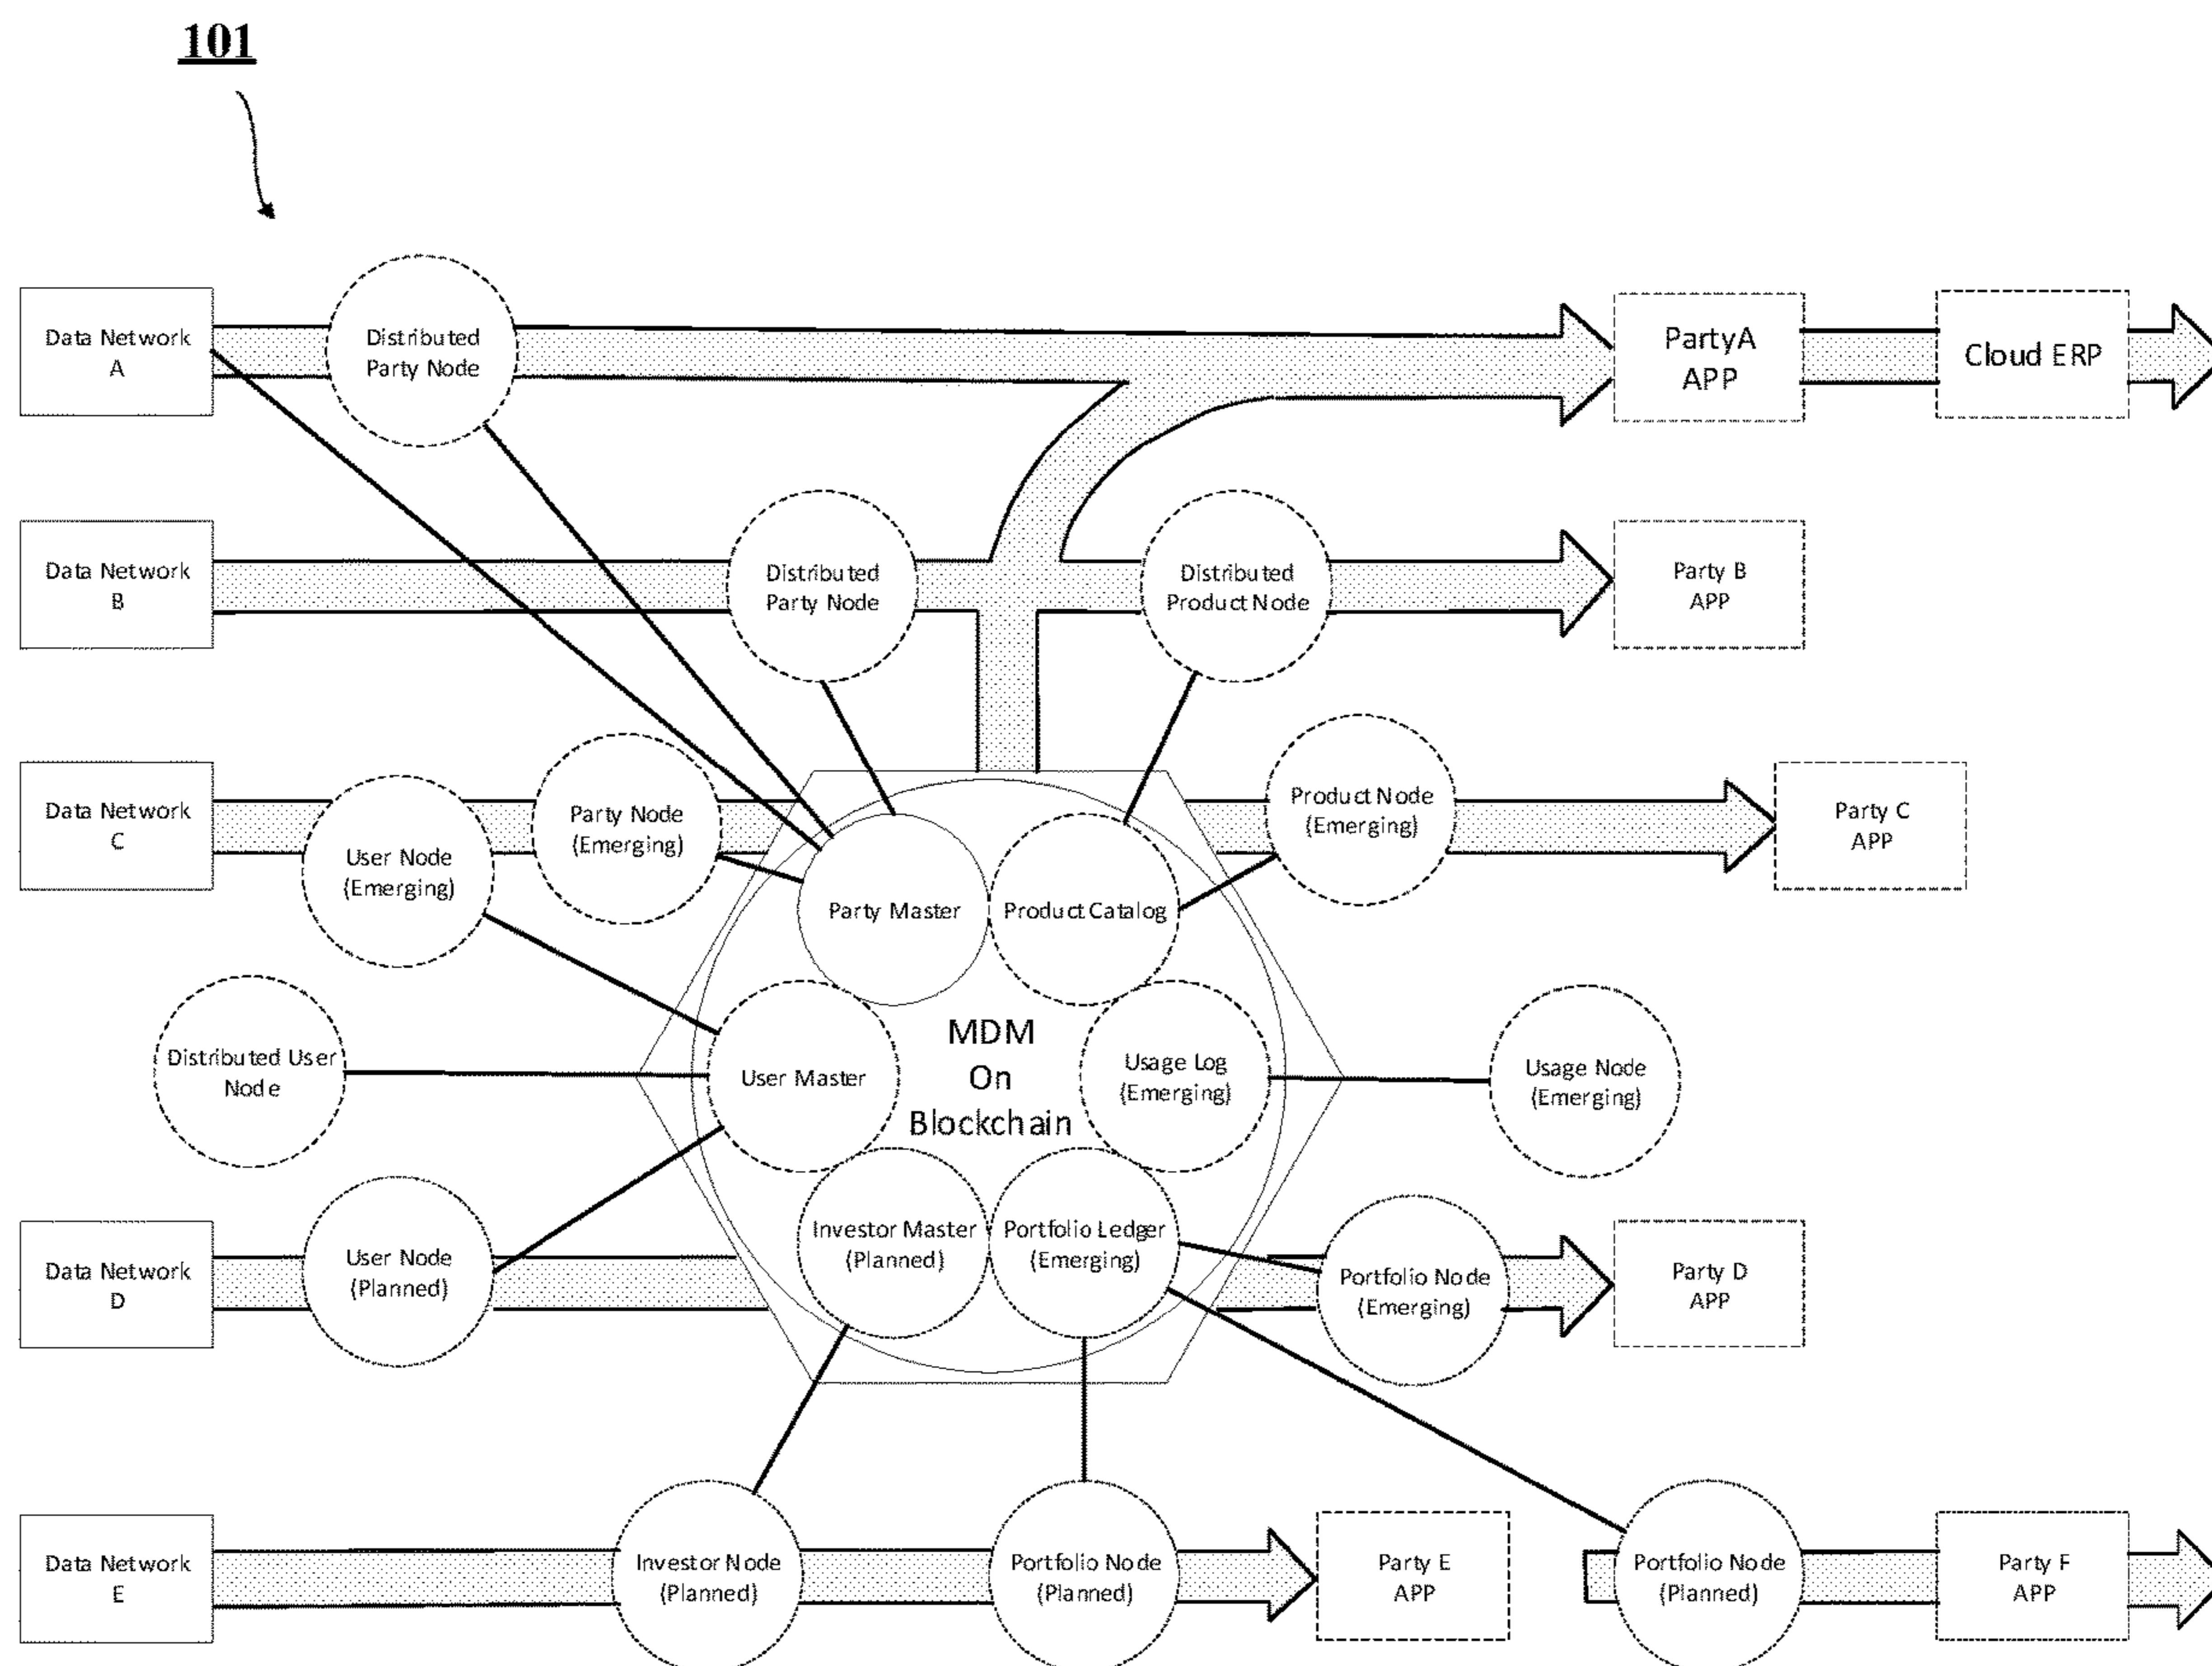 101
Data Network
A
Distributed
Party Node
PartyA
APP
Cloud ERP
Data Network
B
Distributed
Party Node
Distributed
Product Node
Party B
APP
Data Network
C
User Node
(Emerging)
Party Node
(Emerging)
Product Node
(Emerging)
Party C
APP
Party Master
Product Catalog
Distributed User
Node
User Master
MDM
On
Blockchain
Usage Log
(Emerging)
Usage Node
(Emerging)
Data Network
D
User Node
(Planned)
Investor Master
(Planned)
Portfolio Ledger
(Emerging)
Portfolio Node
(Emerging)
Party D
APP
Data Network
E
Investor Node
(Planned)
Portfolio Node
(Planned)
Party E
APP
Portfolio Node
(Planned)
Party F
APP